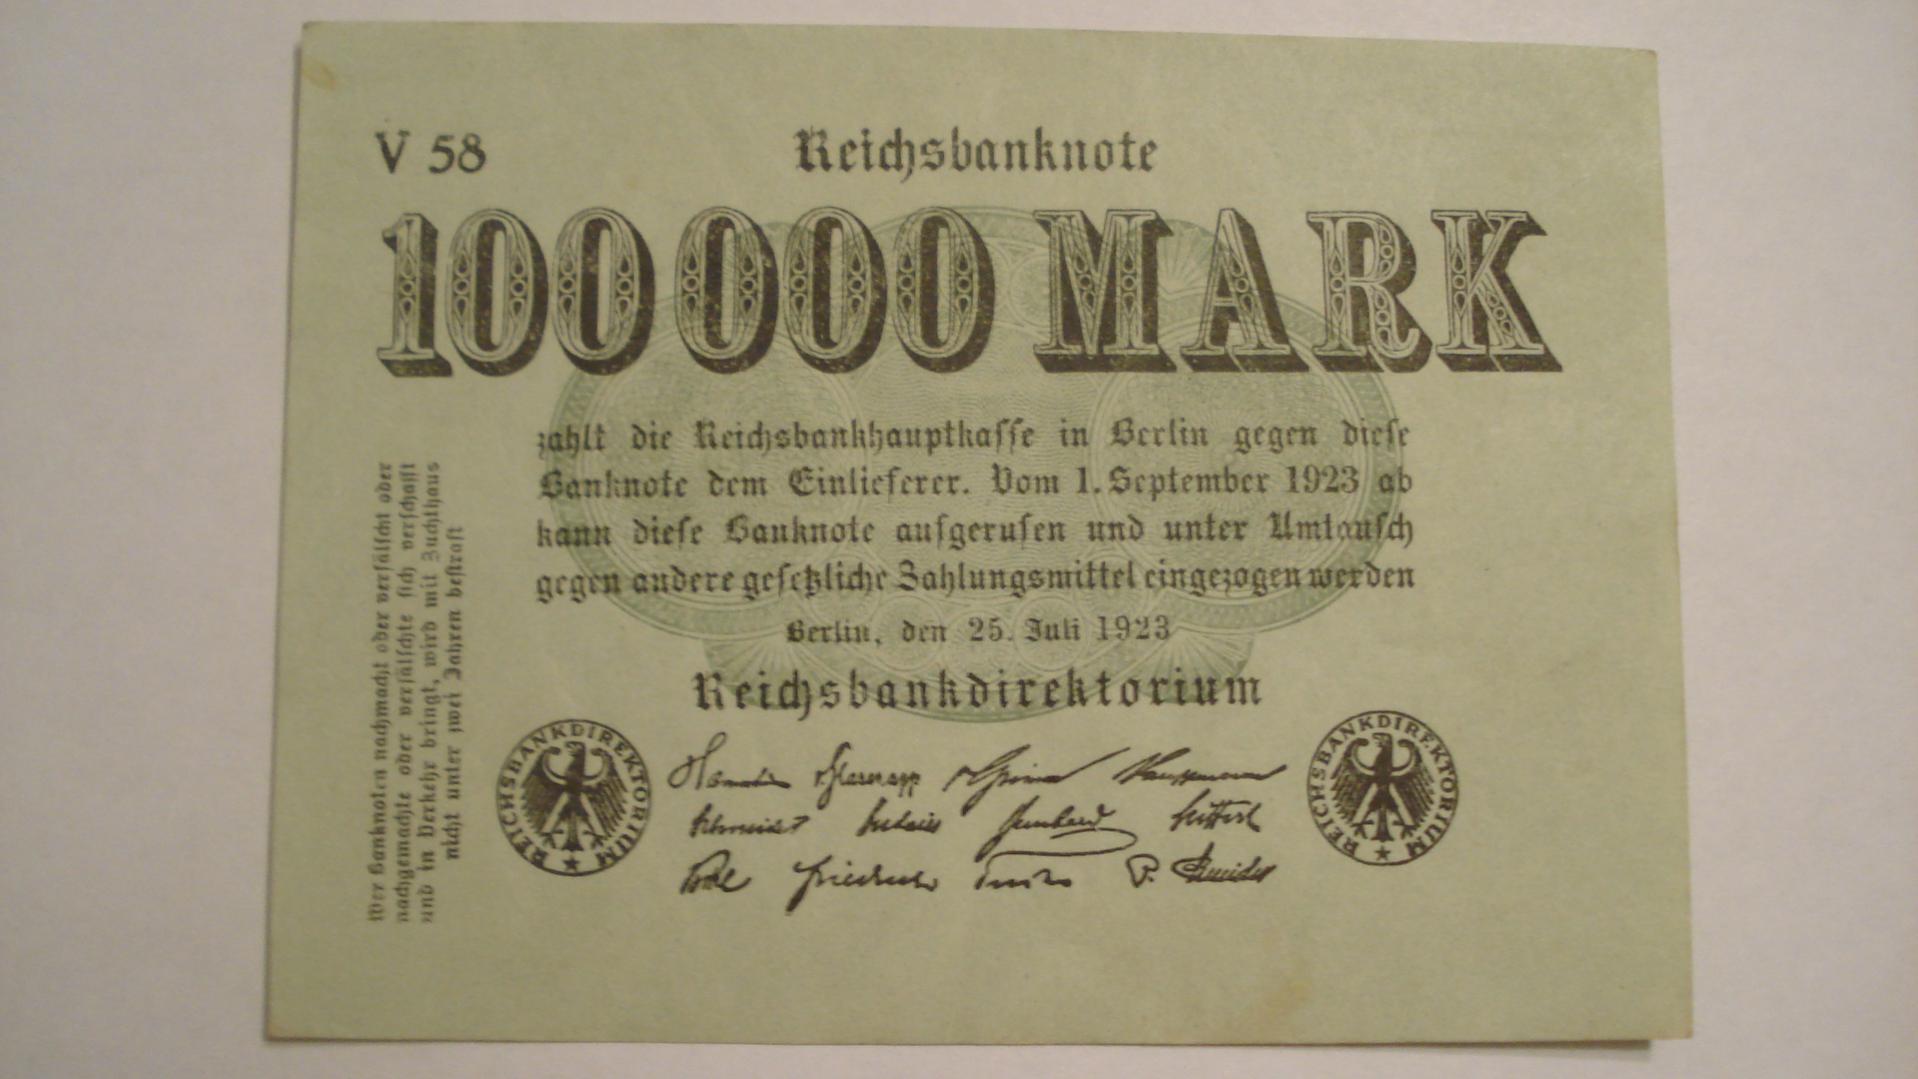 V 58
Reichsbanknote
100000 MARK
zahlt die Reichsbankhauptkasse in Berlin gegen diese
Banknote dem Einlieferer. Vom 1. September 1923 ab
kann diese Banknote aufgerufen und unter Umtausch
gegen andere gesetzliche Zahlungsmittel eingezogen werden
Berlin, den 25. Juli 1923
Reichsbankdirektorium
Wer Banknoten nachmacht oder verfälscht oder
nachgemachte oder verfälschte sich verschafft
und in Verkehr bringt, wird mit Zuchthaus
nicht unter zwei Jahren bestraft
REICHSBANKDIREKTORIUM
REICHSBANKDIREKTORIUM